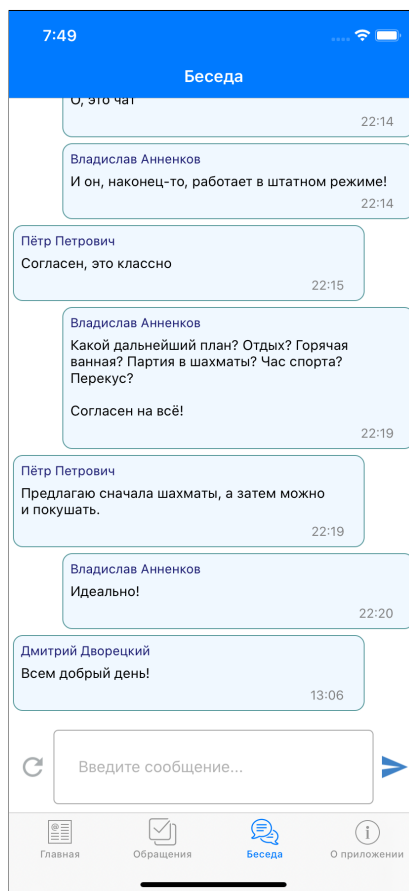 7:49
Беседа
О, это чат
22:14
Владислав Анненков
И он, наконец-то, работает в штатном режиме!
22:14
Пётр Петрович
Согласен, это классно
22:15
Владислав Анненков
Какой дальнейший план? Отдых? Горячая
ванная? Партия в шахматы? Час спорта?
Перекус?
Согласен на всё!
22:19
Пётр Петрович
Предлагаю сначала шахматы, а затем можно
и покушать.
22:19
Владислав Анненков
Идеально!
22:20
Дмитрий Дворецкий
Всем добрый день!
13:06
Введите сообщение...
Главная
Обращения
Беседа
О приложении